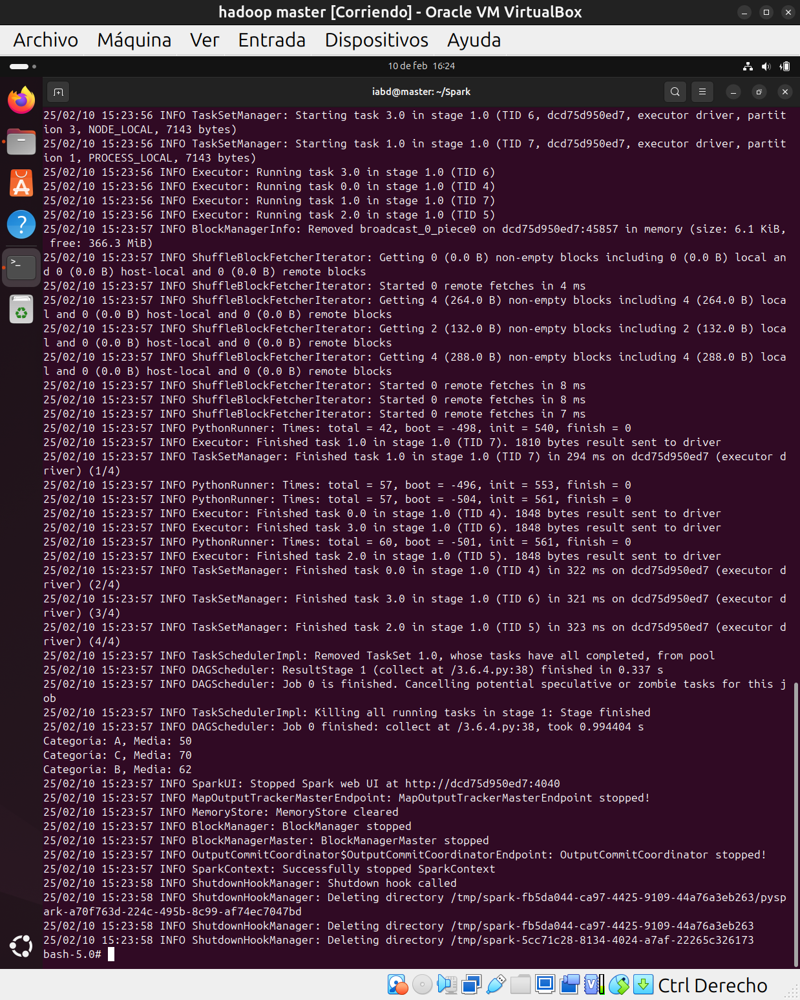 hadoop master [Corriendo] - Oracle VM VirtualBox
Archivo Máquina Ver Entrada Dispositivos Ayuda
10 de feb 16:24
iabd@master: ~/Spark
25/02/10 15:23:56 INFO TaskSetManager: Starting task 3.0 in stage 1.0 (TID 6, dcd75d950ed7, executor driver, partit
ion 3, NODE_LOCAL, 7143 bytes)
25/02/10 15:23:56 INFO TaskSetManager: Starting task 1.0 in stage 1.0 (TID 7, dcd75d950ed7, executor driver, partit
ion 1, PROCESS_LOCAL, 7143 bytes)
25/02/10 15:23:56 INFO Executor: Running task 3.0 in stage 1.0 (TID 6)
25/02/10 15:23:56 INFO Executor: Running task 0.0 in stage 1.0 (TID 4)
25/02/10 15:23:56 INFO Executor: Running task 1.0 in stage 1.0 (TID 7)
25/02/10 15:23:56 INFO Executor: Running task 2.0 in stage 1.0 (TID 5)
25/02/10 15:23:57 INFO BlockManagerInfo: Removed broadcast_0_piece0 on dcd75d950ed7:45857 in memory (size: 6.1 KiB,
 free: 366.3 MiB)
25/02/10 15:23:57 INFO ShuffleBlockFetcherIterator: Getting 0 (0.0 B) non-empty blocks including 0 (0.0 B) local an
d 0 (0.0 B) host-local and 0 (0.0 B) remote blocks
25/02/10 15:23:57 INFO ShuffleBlockFetcherIterator: Started 0 remote fetches in 4 ms
25/02/10 15:23:57 INFO ShuffleBlockFetcherIterator: Getting 4 (264.0 B) non-empty blocks including 4 (264.0 B) loca
l and 0 (0.0 B) host-local and 0 (0.0 B) remote blocks
25/02/10 15:23:57 INFO ShuffleBlockFetcherIterator: Getting 2 (132.0 B) non-empty blocks including 2 (132.0 B) loca
l and 0 (0.0 B) host-local and 0 (0.0 B) remote blocks
25/02/10 15:23:57 INFO ShuffleBlockFetcherIterator: Getting 4 (288.0 B) non-empty blocks including 4 (288.0 B) loca
l and 0 (0.0 B) host-local and 0 (0.0 B) remote blocks
25/02/10 15:23:57 INFO ShuffleBlockFetcherIterator: Started 0 remote fetches in 8 ms
25/02/10 15:23:57 INFO ShuffleBlockFetcherIterator: Started 0 remote fetches in 8 ms
25/02/10 15:23:57 INFO ShuffleBlockFetcherIterator: Started 0 remote fetches in 7 ms
25/02/10 15:23:57 INFO PythonRunner: Times: total = 42, boot = -498, init = 540, finish = 0
25/02/10 15:23:57 INFO Executor: Finished task 1.0 in stage 1.0 (TID 7). 1810 bytes result sent to driver
25/02/10 15:23:57 INFO TaskSetManager: Finished task 1.0 in stage 1.0 (TID 7) in 294 ms on dcd75d950ed7 (executor d
river) (1/4)
25/02/10 15:23:57 INFO PythonRunner: Times: total = 57, boot = -496, init = 553, finish = 0
25/02/10 15:23:57 INFO PythonRunner: Times: total = 57, boot = -504, init = 561, finish = 0
25/02/10 15:23:57 INFO Executor: Finished task 0.0 in stage 1.0 (TID 4). 1848 bytes result sent to driver
25/02/10 15:23:57 INFO Executor: Finished task 3.0 in stage 1.0 (TID 6). 1848 bytes result sent to driver
25/02/10 15:23:57 INFO PythonRunner: Times: total = 60, boot = -501, init = 561, finish = 0
25/02/10 15:23:57 INFO Executor: Finished task 2.0 in stage 1.0 (TID 5). 1848 bytes result sent to driver
25/02/10 15:23:57 INFO TaskSetManager: Finished task 0.0 in stage 1.0 (TID 4) in 322 ms on dcd75d950ed7 (executor d
river) (2/4)
25/02/10 15:23:57 INFO TaskSetManager: Finished task 3.0 in stage 1.0 (TID 6) in 321 ms on dcd75d950ed7 (executor d
river) (3/4)
25/02/10 15:23:57 INFO TaskSetManager: Finished task 2.0 in stage 1.0 (TID 5) in 323 ms on dcd75d950ed7 (executor d
river) (4/4)
25/02/10 15:23:57 INFO TaskSchedulerImpl: Removed TaskSet 1.0, whose tasks have all completed, from pool
25/02/10 15:23:57 INFO DAGScheduler: ResultStage 1 (collect at /3.6.4.py:38) finished in 0.337 s
25/02/10 15:23:57 INFO DAGScheduler: Job 0 is finished. Cancelling potential speculative or zombie tasks for this j
ob
25/02/10 15:23:57 INFO TaskSchedulerImpl: Killing all running tasks in stage 1: Stage finished
25/02/10 15:23:57 INFO DAGScheduler: Job 0 finished: collect at /3.6.4.py:38, took 0.994404 s
Categoría: A, Media: 50
Categoría: C, Media: 70
Categoría: B, Media: 62
25/02/10 15:23:57 INFO SparkUI: Stopped Spark web UI at http://dcd75d950ed7:4040
25/02/10 15:23:57 INFO MapOutputTrackerMasterEndpoint: MapOutputTrackerMasterEndpoint stopped!
25/02/10 15:23:57 INFO MemoryStore: MemoryStore cleared
25/02/10 15:23:57 INFO BlockManager: BlockManager stopped
25/02/10 15:23:57 INFO BlockManagerMaster: BlockManagerMaster stopped
25/02/10 15:23:57 INFO OutputCommitCoordinator$OutputCommitCoordinatorEndpoint: OutputCommitCoordinator stopped!
25/02/10 15:23:57 INFO SparkContext: Successfully stopped SparkContext
25/02/10 15:23:58 INFO ShutdownHookManager: Shutdown hook called
25/02/10 15:23:58 INFO ShutdownHookManager: Deleting directory /tmp/spark-fb5da044-ca97-4425-9109-44a76a3eb263/pysp
ark-a70f763d-224c-495b-8c99-af74ec7047bd
25/02/10 15:23:58 INFO ShutdownHookManager: Deleting directory /tmp/spark-fb5da044-ca97-4425-9109-44a76a3eb263
25/02/10 15:23:58 INFO ShutdownHookManager: Deleting directory /tmp/spark-5cc71c28-8134-4024-a7af-22265c326173
bash-5.0#
Ctrl Derecho